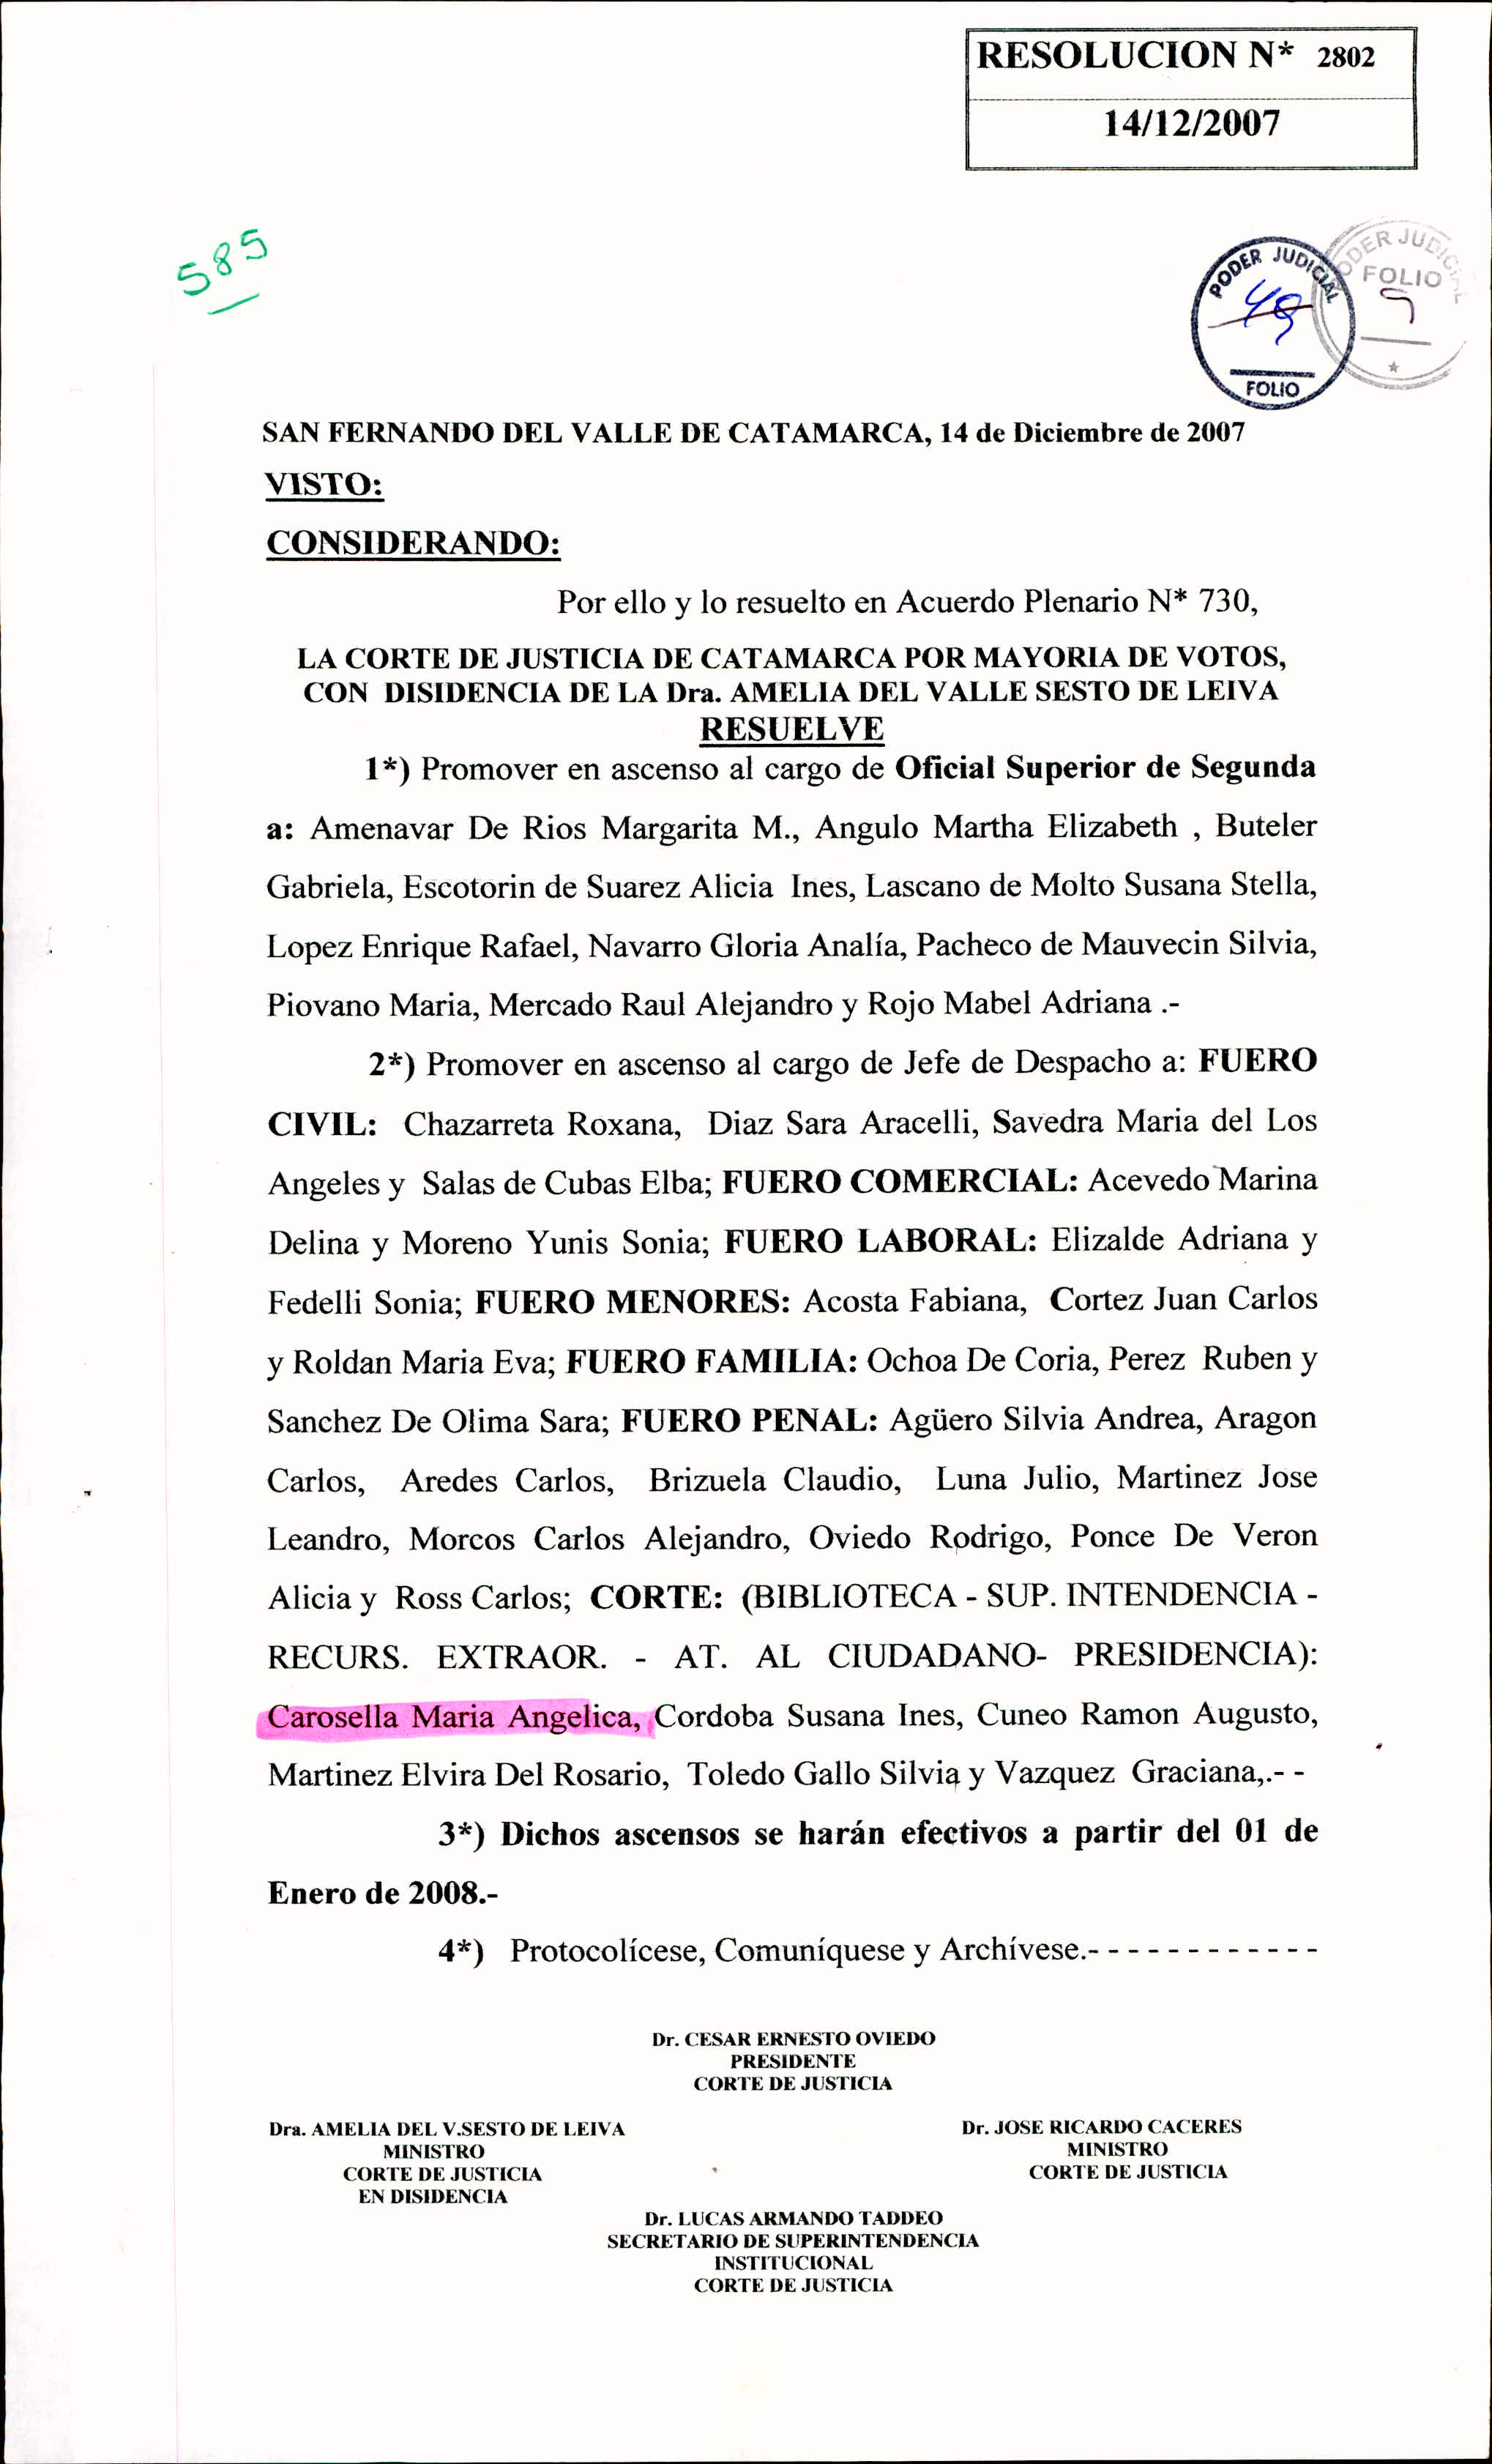 RESOLUCION N* 2802
14/12/2007
585
PODER JUDICIAL
49
FOLIO
PODER JUDICIAL
FOLIO
SAN FERNANDO DEL VALLE DE CATAMARCA, 14 de Diciembre de 2007
VISTO:
CONSIDERANDO:
Por ello y lo resuelto en Acuerdo Plenario N* 730,
LA CORTE DE JUSTICIA DE CATAMARCA POR MAYORIA DE VOTOS,
CON DISIDENCIA DE LA Dra. AMELIA DEL VALLE SESTO DE LEIVA
RESUELVE
1*) Promover en ascenso al cargo de Oficial Superior de Segunda
a: Amenavar De Rios Margarita M., Angulo Martha Elizabeth , Buteler
Gabriela, Escotorin de Suarez Alicia Ines, Lascano de Molto Susana Stella,
Lopez Enrique Rafael, Navarro Gloria Analía, Pacheco de Mauvecin Silvia,
Piovano Maria, Mercado Raul Alejandro y Rojo Mabel Adriana .-
2*) Promover en ascenso al cargo de Jefe de Despacho a: FUERO
CIVIL: Chazarreta Roxana, Diaz Sara Aracelli, Savedra Maria del Los
Angeles y Salas de Cubas Elba; FUERO COMERCIAL: Acevedo Marina
Delina y Moreno Yunis Sonia; FUERO LABORAL: Elizalde Adriana y
Fedelli Sonia; FUERO MENORES: Acosta Fabiana, Cortez Juan Carlos
y Roldan Maria Eva; FUERO FAMILIA: Ochoa De Coria, Perez Ruben y
Sanchez De Olima Sara; FUERO PENAL: Agüero Silvia Andrea, Aragon
Carlos, Aredes Carlos, Brizuela Claudio, Luna Julio, Martinez Jose
Leandro, Morcos Carlos Alejandro, Oviedo Rodrigo, Ponce De Veron
Alicia y Ross Carlos; CORTE: (BIBLIOTECA - SUP. INTENDENCIA -
RECURS. EXTRAOR. - AT. AL CIUDADANO- PRESIDENCIA):
Carosella Maria Angelica, Cordoba Susana Ines, Cuneo Ramon Augusto,
Martinez Elvira Del Rosario, Toledo Gallo Silvia y Vazquez Graciana,.- -
3*) Dichos ascensos se harán efectivos a partir del 01 de
Enero de 2008.-
4*) Protocolícese, Comuníquese y Archívese.- - - - - - - - - - - -
Dr. CESAR ERNESTO OVIEDO
PRESIDENTE
CORTE DE JUSTICIA
Dra. AMELIA DEL V.SESTO DE LEIVA
MINISTRO
CORTE DE JUSTICIA
EN DISIDENCIA
Dr. JOSE RICARDO CACERES
MINISTRO
CORTE DE JUSTICIA
Dr. LUCAS ARMANDO TADDEO
SECRETARIO DE SUPERINTENDENCIA
INSTITUCIONAL
CORTE DE JUSTICIA